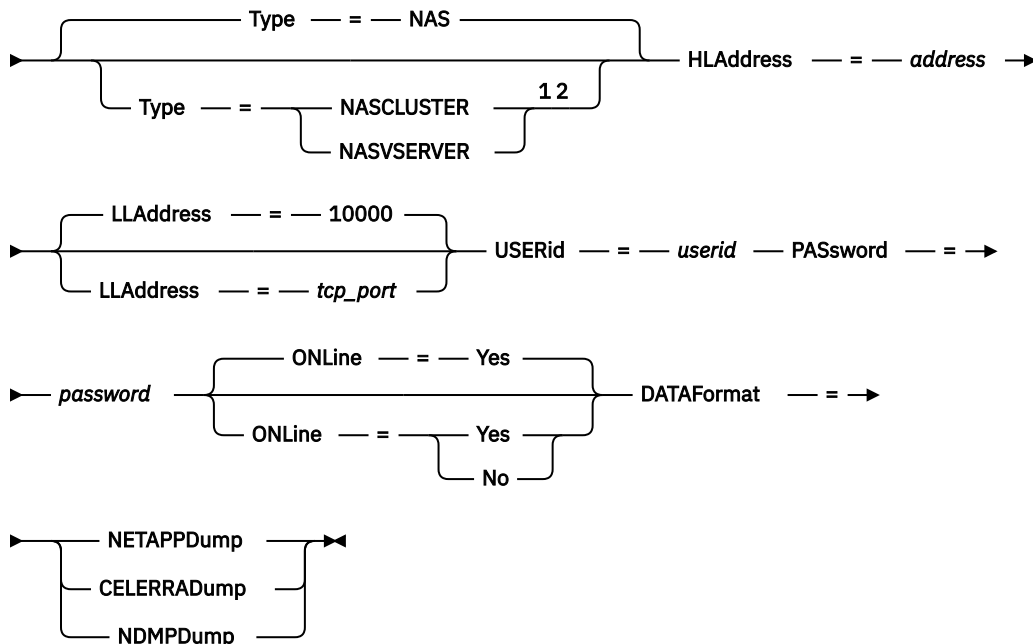 Type = NAS
HLAddress = address
Type = NASCLUSTER 1 2
NASVSERVER
LLAddress = 10000
USERid = userid PASsword =
LLAddress = tcp_port
ONLine = Yes
password DATAFormat =
ONLine = Yes
No
NETAPPDump
CELERRADump
NDMPDump